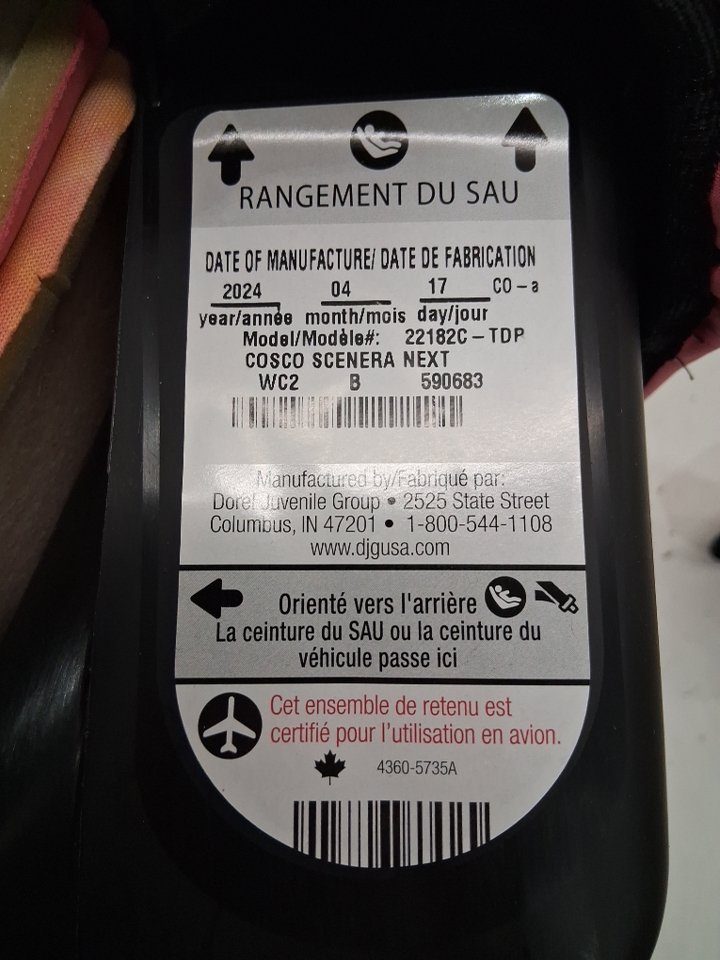 RANGEMENT DU SAU
DATE OF MANUFACTURE/ DATE DE FABRICATION
2024 04 17 CO-a
year/année month/mois day/jour
Model/Modèle#: 22182C-TDP
COSCO SCENERA NEXT
WC2 B 590683
Manufactured by/Fabriqué par:
Dorel Juvenile Group • 2525 State Street
Columbus, IN 47201 • 1-800-544-1108
www.djgusa.com
Orienté vers l'arrière
La ceinture du SAU ou la ceinture du
véhicule passe ici
Cet ensemble de retenu est
certifié pour l'utilisation en avion.
4360-5735A